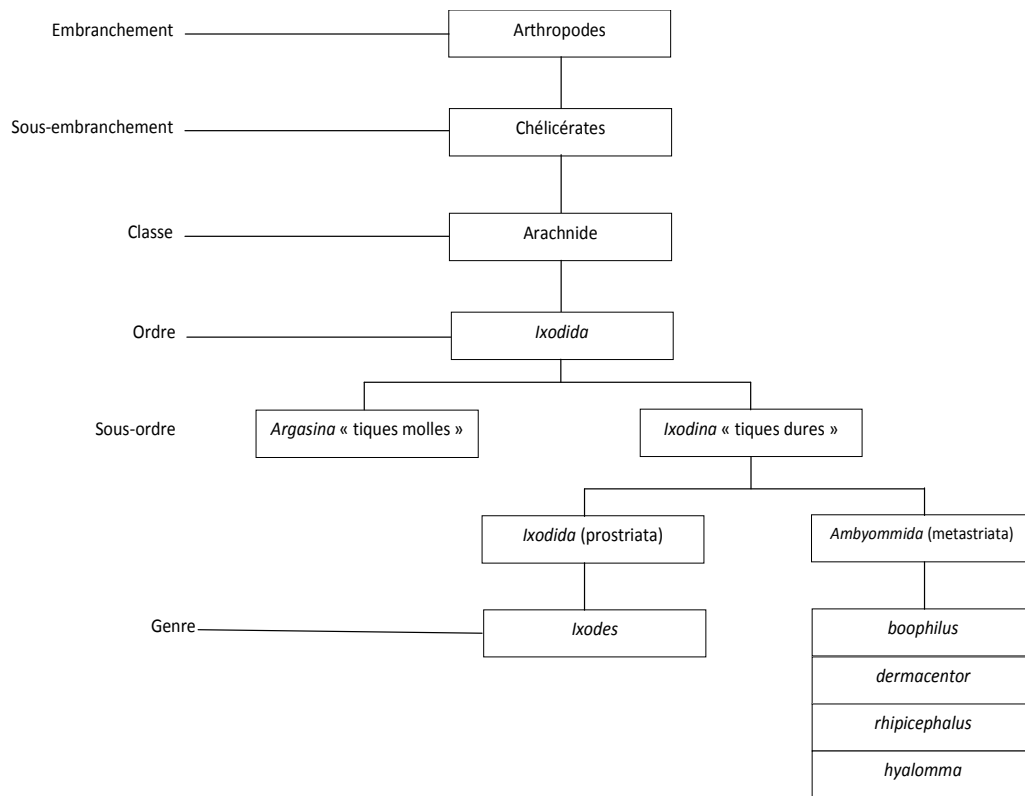 Embranchement
Arthropodes
Sous-embranchement
Chélicérates
Classe
Arachnide
Ordre
Ixodida
Sous-ordre
Argasina « tiques molles »
Ixodina « tiques dures »
Ixodida (prostriata)
Ambyommida (metastriata)
Genre
Ixodes
boophilus
dermacentor
rhipicephalus
hyalomma